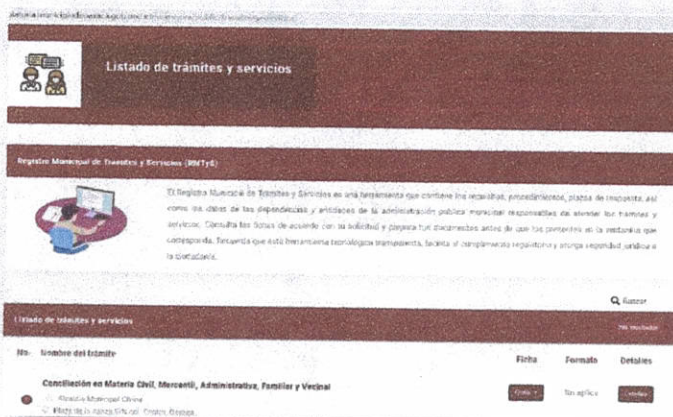 Listado de trámites y servicios
Registro Municipal de Trámites y Servicios (RMTyS)
El Registro Municipal de Trámites y Servicios es una herramienta que contiene los requisitos, procedimientos, plazos de respuesta, así
como los datos de las dependencias y entidades de la administración pública municipal responsables de atender los trámites y
servicios. Consulta las fichas de acuerdo con tu solicitud y prepara tus documentos antes de que los presentes en la ventanilla que
corresponda. Recuerda que esta herramienta tecnológica transparenta, facilita el cumplimiento regulatorio y otorga seguridad jurídica a
la ciudadanía.
Buscar
Listado de trámites y servicios
No. Nombre del trámite Ficha Formato Detalles
Conciliación en Materia Civil, Mercantil, Administrativa, Familiar y Vecinal
No aplica
Alcaldía Municipal Cívica